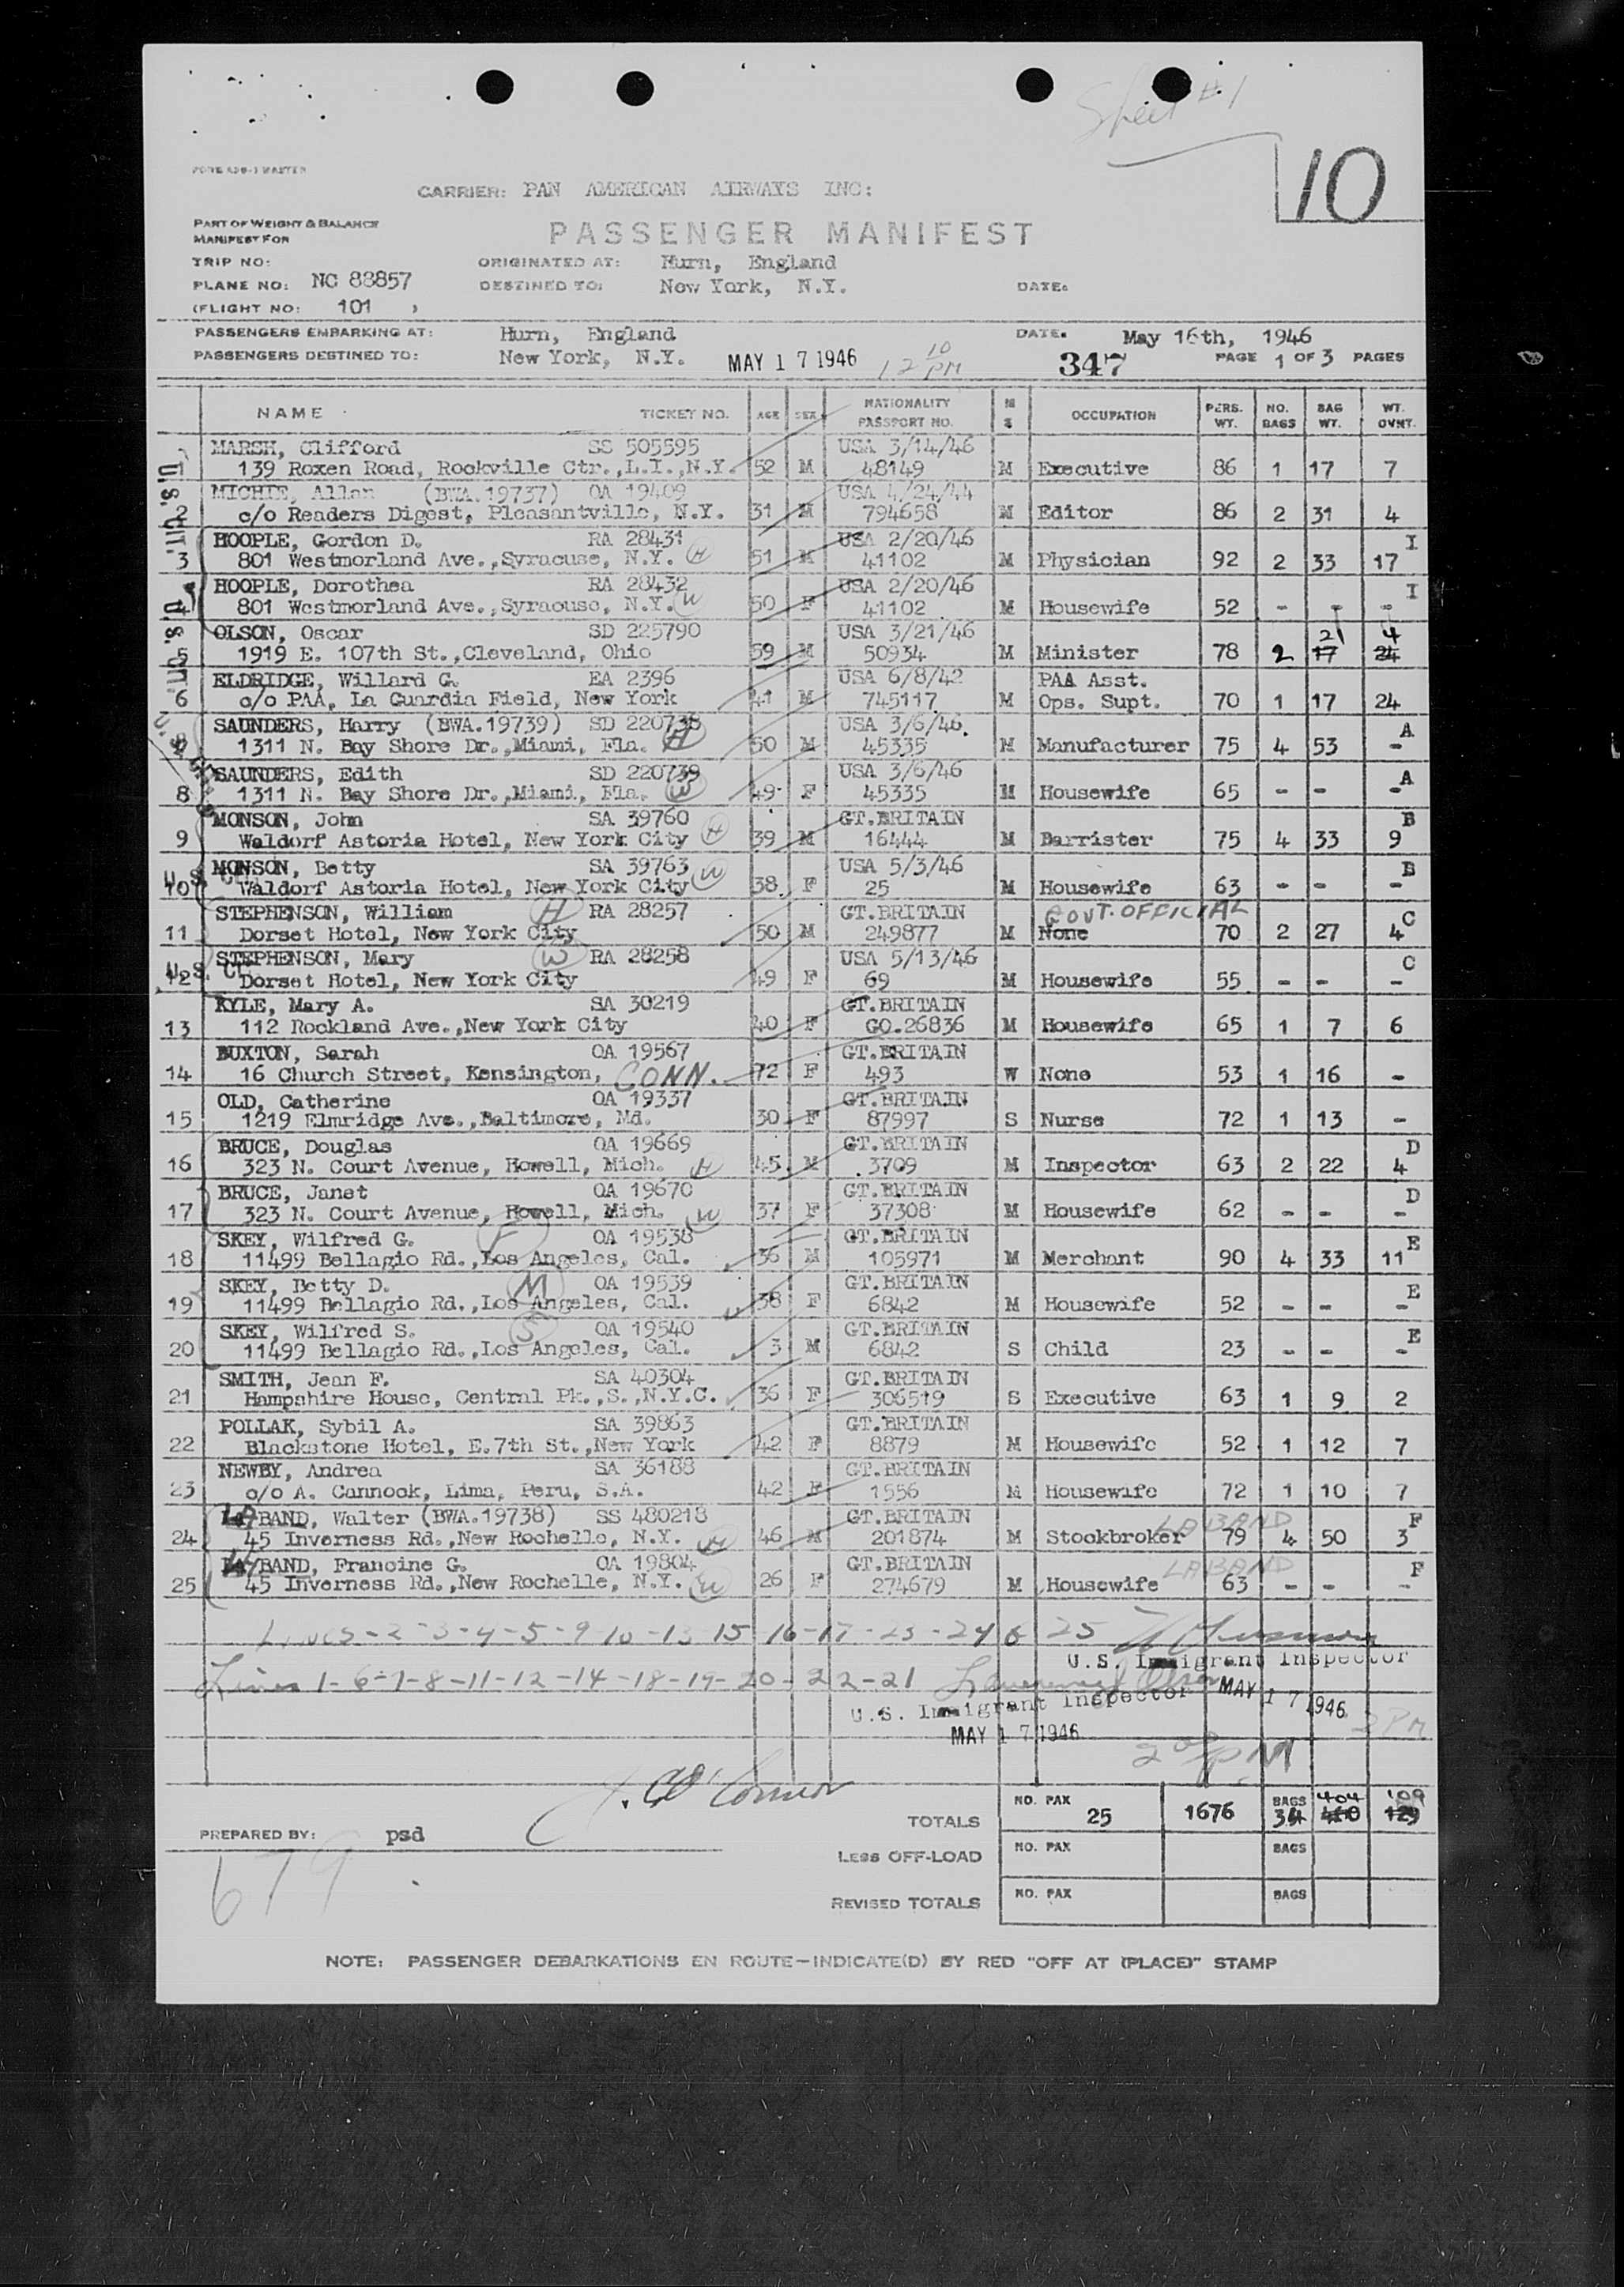 Sheet #1
10
CARRIER: PAN AMERICAN AIRWAYS INC:
PART OF WEIGHT & BALANCE
MANIFEST FOR
PASSENGER MANIFEST
TRIP NO: ORIGINATED AT: Hurn, England
PLANE NO: NC 88857 DESTINED TO: New York, N.Y. DATE:
(FLIGHT NO: 101 )
PASSENGERS EMBARKING AT: Hurn, England DATE. May 16th, 1946
PASSENGERS DESTINED TO: New York, N.Y. MAY 17 1946 12 10 PM 347 PAGE 1 OF 3 PAGES
NAME TICKET NO. AGE SEX NATIONALITY PASSPORT NO. M S OCCUPATION PERS. WT. NO. BAGS BAG WT. WT. OVWT.
MARSH, Clifford SS 505595 USA 3/14/46
1 139 Roxen Road, Rockville Ctr.,L.I.,N.Y. 52 M 48149 M Executive 86 1 17 7
MICHIE, Allan (BWA.19737) OA 19409 USA 4/24/44
2 c/o Readers Digest, Pleasantville, N.Y. 31 M 794658 M Editor 86 2 31 4
HOOPLE, Gordon D. RA 28431 USA 2/20/46 I
3 801 Westmorland Ave.,Syracuse, N.Y. H 51 M 41102 M Physician 92 2 33 17
HOOPLE, Dorothea RA 28432 USA 2/20/46 I
4 801 Westmorland Ave.,Syracuse, N.Y. W 50 F 41102 M Housewife 52 - - -
OLSON, Oscar SD 225790 USA 3/21/46 21 4
5 1919 E. 107th St.,Cleveland, Ohio 59 M 50934 M Minister 78 2 17 24
ELDRIDGE, Willard G. EA 2396 USA 6/8/42 PAA Asst.
6 c/o PAA, La Guardia Field, New York 41 M 745117 M Ops. Supt. 70 1 17 24
SAUNDERS, Harry (BWA.19739) SD 220738 USA 3/6/46. A
7 1311 N. Bay Shore Dr.,Miami, Fla. H 50 M 45335 M Manufacturer 75 4 53 -
SAUNDERS, Edith SD 220739 USA 3/6/46 A
8 1311 N. Bay Shore Dr.,Miami, Fla. W 49 F 45335 M Housewife 65 - - -
MONSON, John SA 39760 GT.BRITAIN B
9 Waldorf Astoria Hotel, New York City H 39 M 16444 M Barrister 75 4 33 9
MONSON, Betty SA 39763 USA 5/3/46 B
10 U.S. Waldorf Astoria Hotel, New York City W 38 F 25 M Housewife 63 - - -
STEPHENSON, William H RA 28257 GT.BRITAIN GOVT. OFFICIAL C
11 Dorset Hotel, New York City 50 M 249877 M None 70 2 27 4
STEPHENSON, Mary W RA 28258 USA 5/13/46 C
12 U.S. CIT. Dorset Hotel, New York City 49 F 69 M Housewife 55 - - -
KYLE, Mary A. SA 30219 GT.BRITAIN
13 112 Rockland Ave.,New York City 40 F GO.26836 M Housewife 65 1 7 6
BUXTON, Sarah OA 19567 GT.BRITAIN
14 16 Church Street, Kensington, CONN. 72 F 493 W None 53 1 16 -
OLD, Catherine OA 19337 GT.BRITAIN
15 1219 Elmridge Ave.,Baltimore, Md. 30 F 87997 S Nurse 72 1 13 -
BRUCE, Douglas OA 19669 GT.BRITAIN D
16 323 N. Court Avenue, Howell, Mich. H 45 M 3709 M Inspector 63 2 22 4
BRUCE, Janet OA 19670 GT.BRITAIN D
17 323 N. Court Avenue, Howell, Mich. W 37 F 37308 M Housewife 62 - - -
SKEY, Wilfred G. F OA 19538 GT.BRITAIN E
18 11499 Bellagio Rd.,Los Angeles, Cal. 36 M 105971 M Merchant 90 4 33 11
SKEY, Betty D. M OA 19539 GT.BRITAIN E
19 11499 Bellagio Rd.,Los Angeles, Cal. 38 F 6842 M Housewife 52 - - -
SKEY, Wilfred S. S OA 19540 GT.BRITAIN E
20 11499 Bellagio Rd.,Los Angeles, Cal. 3 M 6842 S Child 23 - - -
SMITH, Jean F. SA 40304 GT.BRITAIN
21 Hampshire House, Central Pk.,S.,N.Y.C. 36 F 306519 S Executive 63 1 9 2
POLLAK, Sybil A. SA 39863 GT.BRITAIN
22 Blackstone Hotel, E.7th St.,New York 42 F 8879 M Housewife 52 1 12 7
NEWBY, Andrea SA 36188 GT.BRITAIN
23 c/o A. Cannock, Lima, Peru, S.A. 42 F 1556 M Housewife 72 1 10 7
BAND, Walter (BWA.19738) SS 480218 GT.BRITAIN LABAND F
24 45 Inverness Rd.,New Rochelle, N.Y. H 46 M 201874 M Stockbroker 79 4 50 3
BAND, Francine G. OA 19804 GT.BRITAIN LABAND F
25 45 Inverness Rd.,New Rochelle, N.Y. W 26 F 274679 M Housewife 63 - - -
Lines - 2 - 3 - 4 - 5 - 9 - 10 - 13 - 15 - 16 - 17 - 23 - 24 & 25
U.S. Immigrant Inspector
Lines 1 - 6 - 7 - 8 - 11 - 12 - 14 - 18 - 19 - 20 - 22 - 21
U.S. Immigrant Inspector MAY 17 1946 2 PM
MAY 17 1946
2 00 PM
J. O'Connor
TOTALS NO. PAX 25 1676 BAGS 34 404 109
PREPARED BY: psd
LESS OFF-LOAD NO. PAX BAGS
679
REVISED TOTALS NO. PAX BAGS
NOTE: PASSENGER DEBARKATIONS EN ROUTE—INDICATE(D) BY RED "OFF AT (PLACE)" STAMP